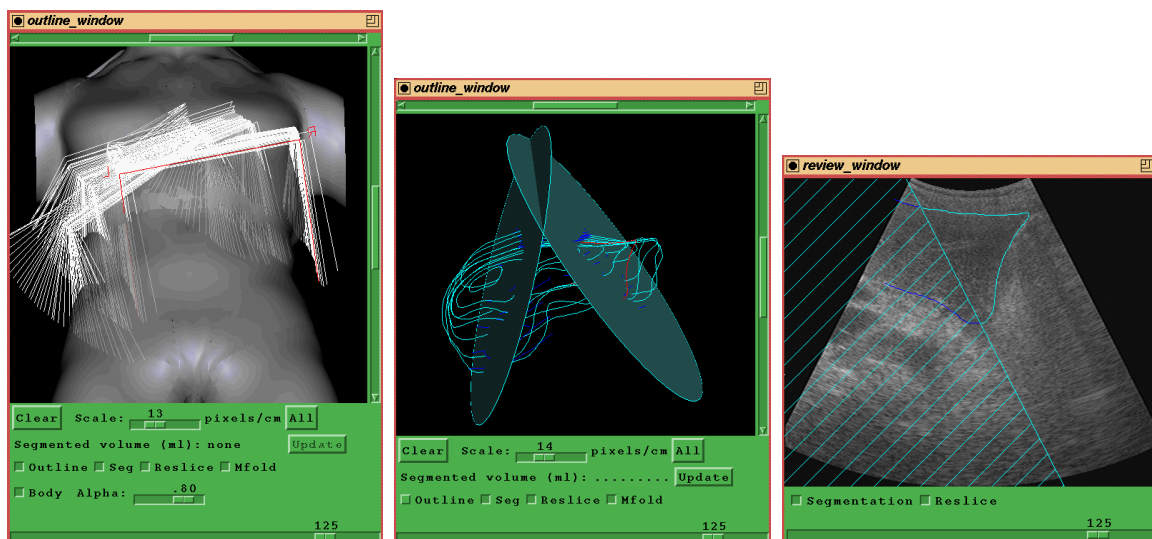 outline_window
Clear Scale: 13 pixels/cm All
Segmented volume (ml): none Update
Outline Seg Reslice Mfold
Body Alpha: .80
125
outline_window
Clear Scale: 14 pixels/cm All
Segmented volume (ml): ......... Update
Outline Seg Reslice Mfold
125
review_window
Segmentation Reslice
125